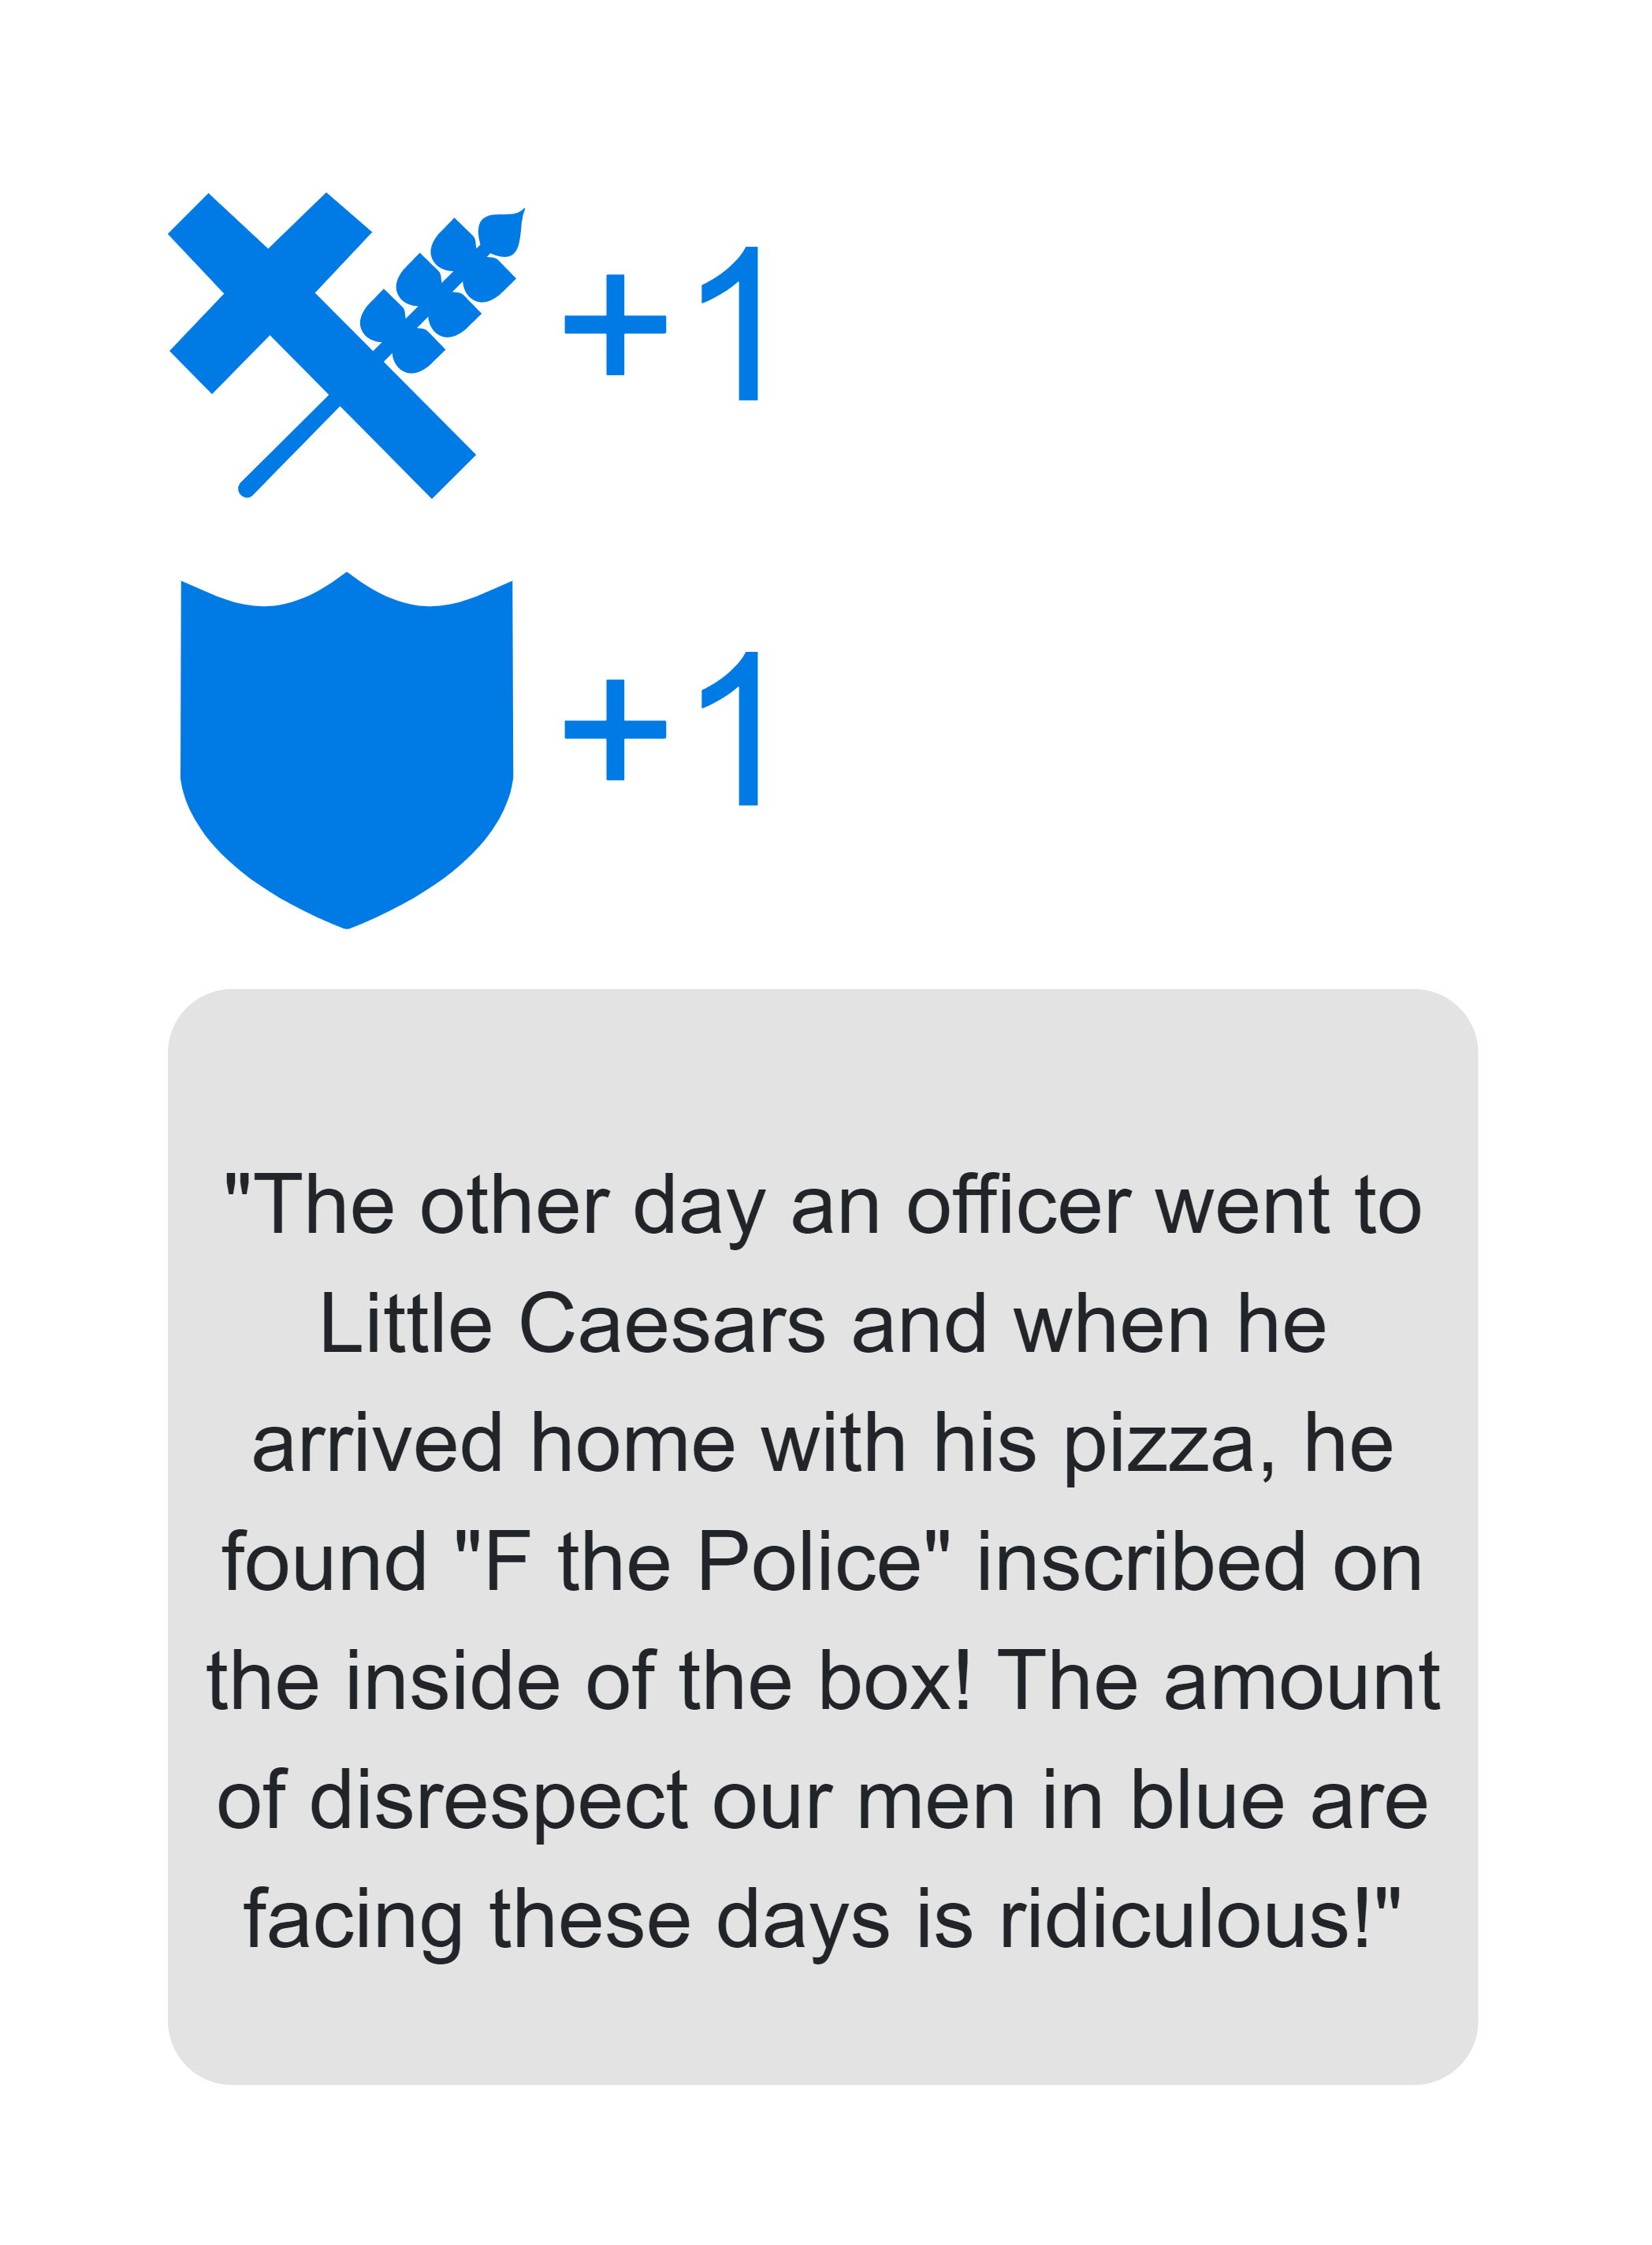 +1
+1
"The other day an officer went to
Little Caesars and when he
arrived home with his pizza, he
found "F the Police" inscribed on
the inside of the box! The amount
of disrespect our men in blue are
facing these days is ridiculous!"